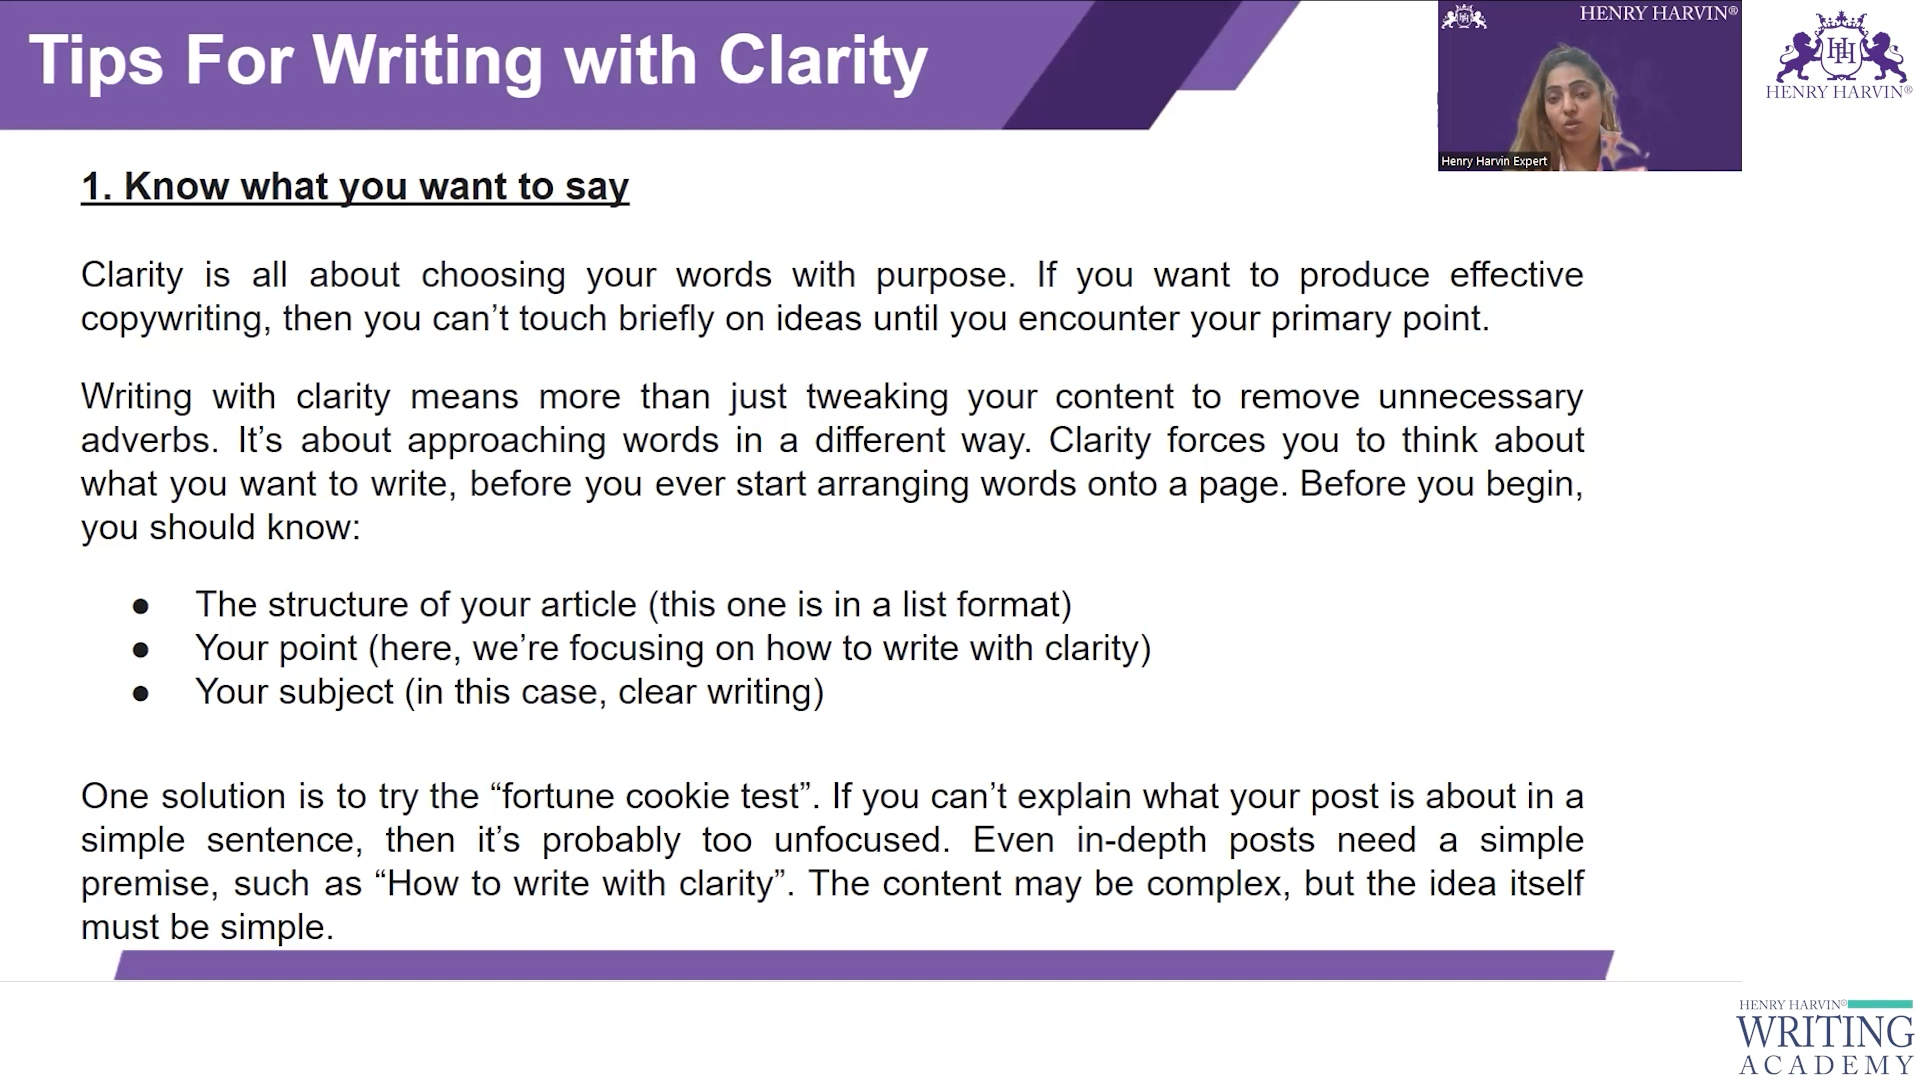 Tips For Writing with Clarity
HENRY HARVIN®
HENRY HARVIN®
Henry Harvin Expert
1. Know what you want to say
Clarity is all about choosing your words with purpose. If you want to produce effective
copywriting, then you can’t touch briefly on ideas until you encounter your primary point.
Writing with clarity means more than just tweaking your content to remove unnecessary
adverbs. It’s about approaching words in a different way. Clarity forces you to think about
what you want to write, before you ever start arranging words onto a page. Before you begin,
you should know:
● The structure of your article (this one is in a list format)
● Your point (here, we’re focusing on how to write with clarity)
● Your subject (in this case, clear writing)
One solution is to try the “fortune cookie test”. If you can’t explain what your post is about in a
simple sentence, then it’s probably too unfocused. Even in-depth posts need a simple
premise, such as “How to write with clarity”. The content may be complex, but the idea itself
must be simple.
HENRY HARVIN®
WRITING
ACADEMY